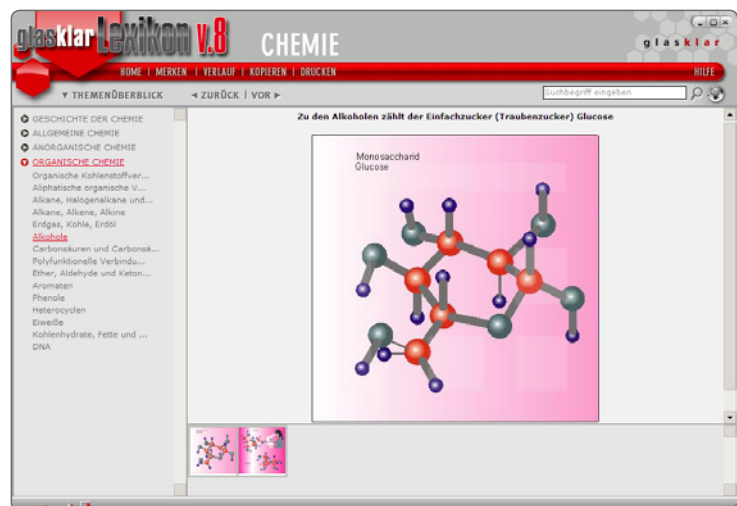 glasklar Lexikon V.8
CHEMIE
glasklar
HOME | MERKEN | VERLAUF | KOPIEREN | DRUCKEN
HILFE
THEMENÜBERBLICK
ZURÜCK | VOR
Suchbegriff eingeben
GESCHICHTE DER CHEMIE
ALLGEMEINE CHEMIE
ANORGANISCHE CHEMIE
ORGANISCHE CHEMIE
Organische Kohlenstoffver...
Aliphatische organische V...
Alkane, Halogenalkane und...
Alkane, Alkene, Alkine
Erdgas, Kohle, Erdöl
Alkohole
Carbonsäuren und Carbonsä...
Polyfunktionelle Verbindu...
Ether, Aldehyde und Keton...
Aromaten
Phenole
Heterocyclen
Eiweiße
Kohlenhydrate, Fette und ...
DNA
Zu den Alkoholen zählt der Einfachzucker (Traubenzucker) Glucose
Monosaccharid
Glucose